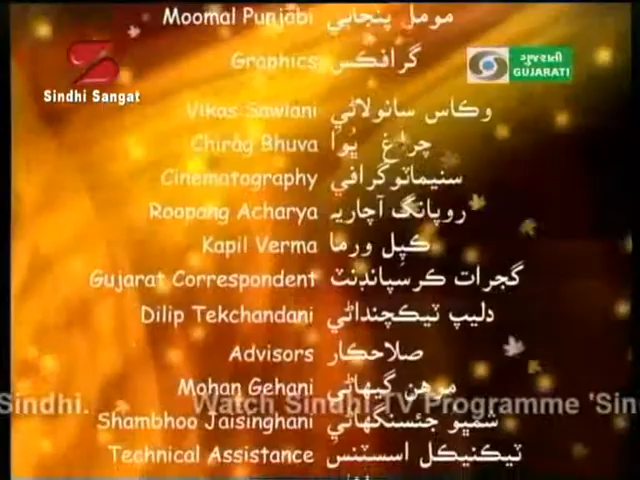 Moomal Punjabi مومل پنجابي
Graphics گرافڪس
ગુજરાતી
GUJARATI
Sindhi Sangat
Vikas Sawlani وڪاس سانولاڻي
Chirag Bhuva چراغ ڀُوا
Cinematography سنيماٽوگرافي
Roopang Acharya روپانگ آچاريه
Kapil Verma ڪپل ورما
Gujarat Correspondent گجرات ڪرسپانڊنٽ
Dilip Tekchandani دليپ ٽيڪچنداڻي
Advisors صلاحڪار
Mohan Gehani موهن گيهاڻي
Sindhi. Watch Sindhi TV Programme 'Sin
Shambhoo Jaisinghani شمڀو جئسنگهاڻي
Technical Assistance ٽيڪنيڪل اسسٽنس